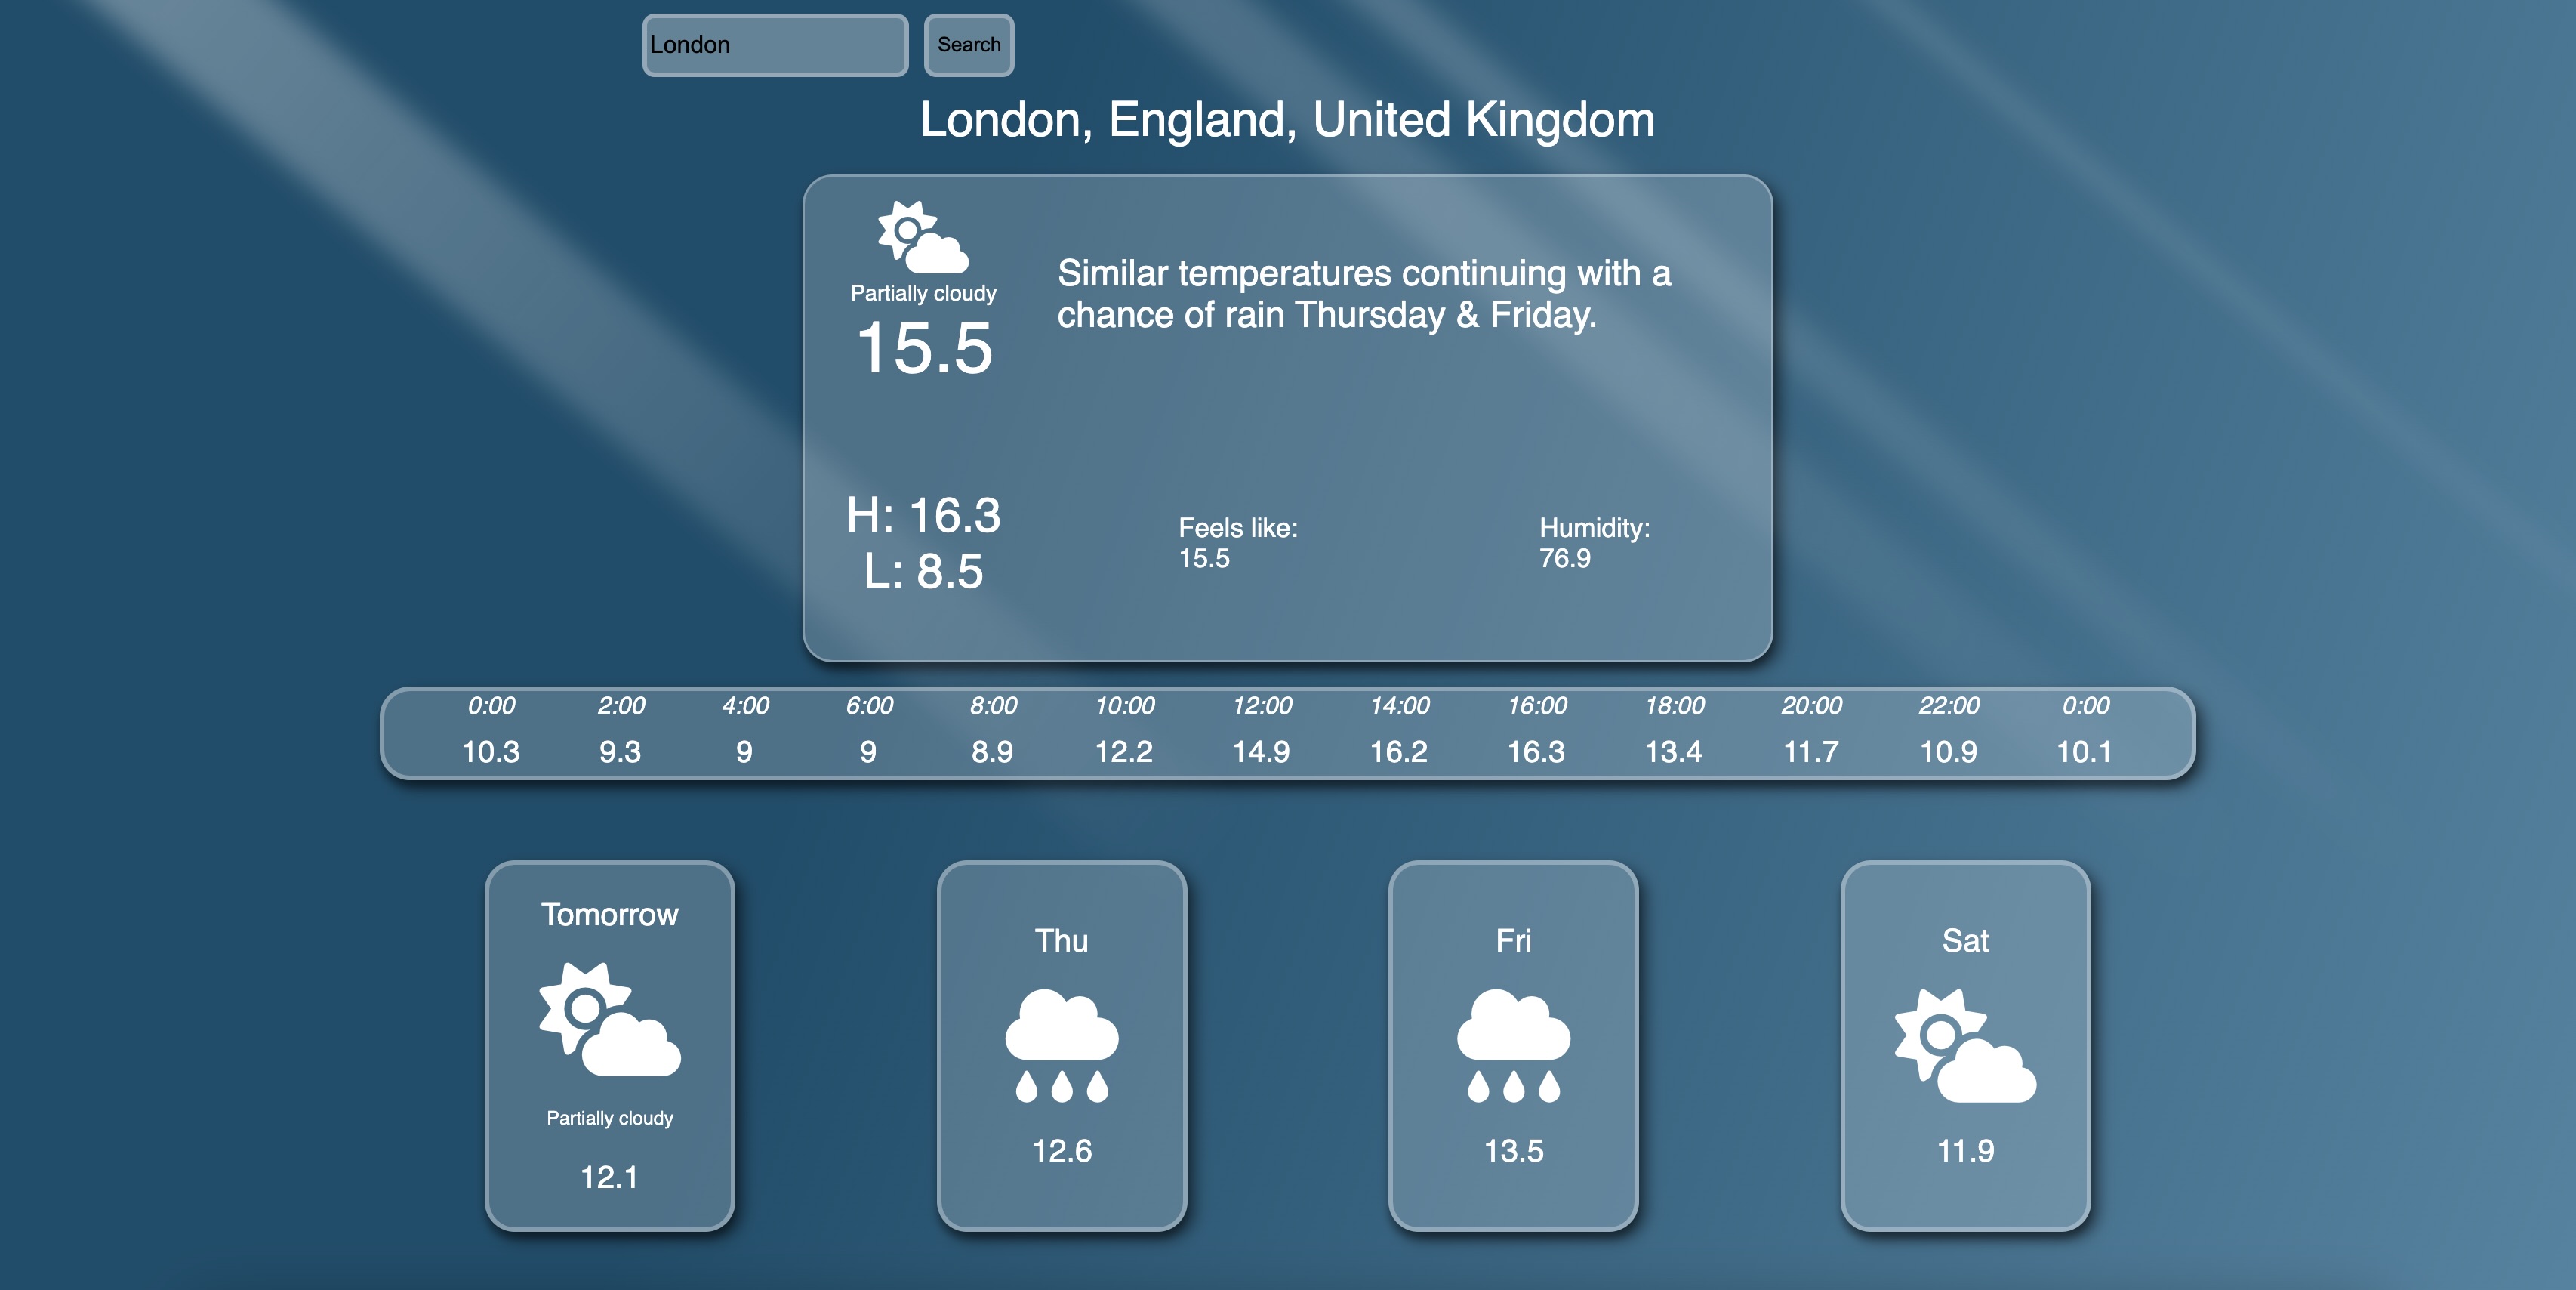 London
Search
London, England, United Kingdom
Partially cloudy
15.5
Similar temperatures continuing with a
chance of rain Thursday & Friday.
H: 16.3
L: 8.5
Feels like:
15.5
Humidity:
76.9
0:00 2:00 4:00 6:00 8:00 10:00 12:00 14:00 16:00 18:00 20:00 22:00 0:00
10.3 9.3 9 9 8.9 12.2 14.9 16.2 16.3 13.4 11.7 10.9 10.1
Tomorrow
Partially cloudy
12.1
Thu
12.6
Fri
13.5
Sat
11.9